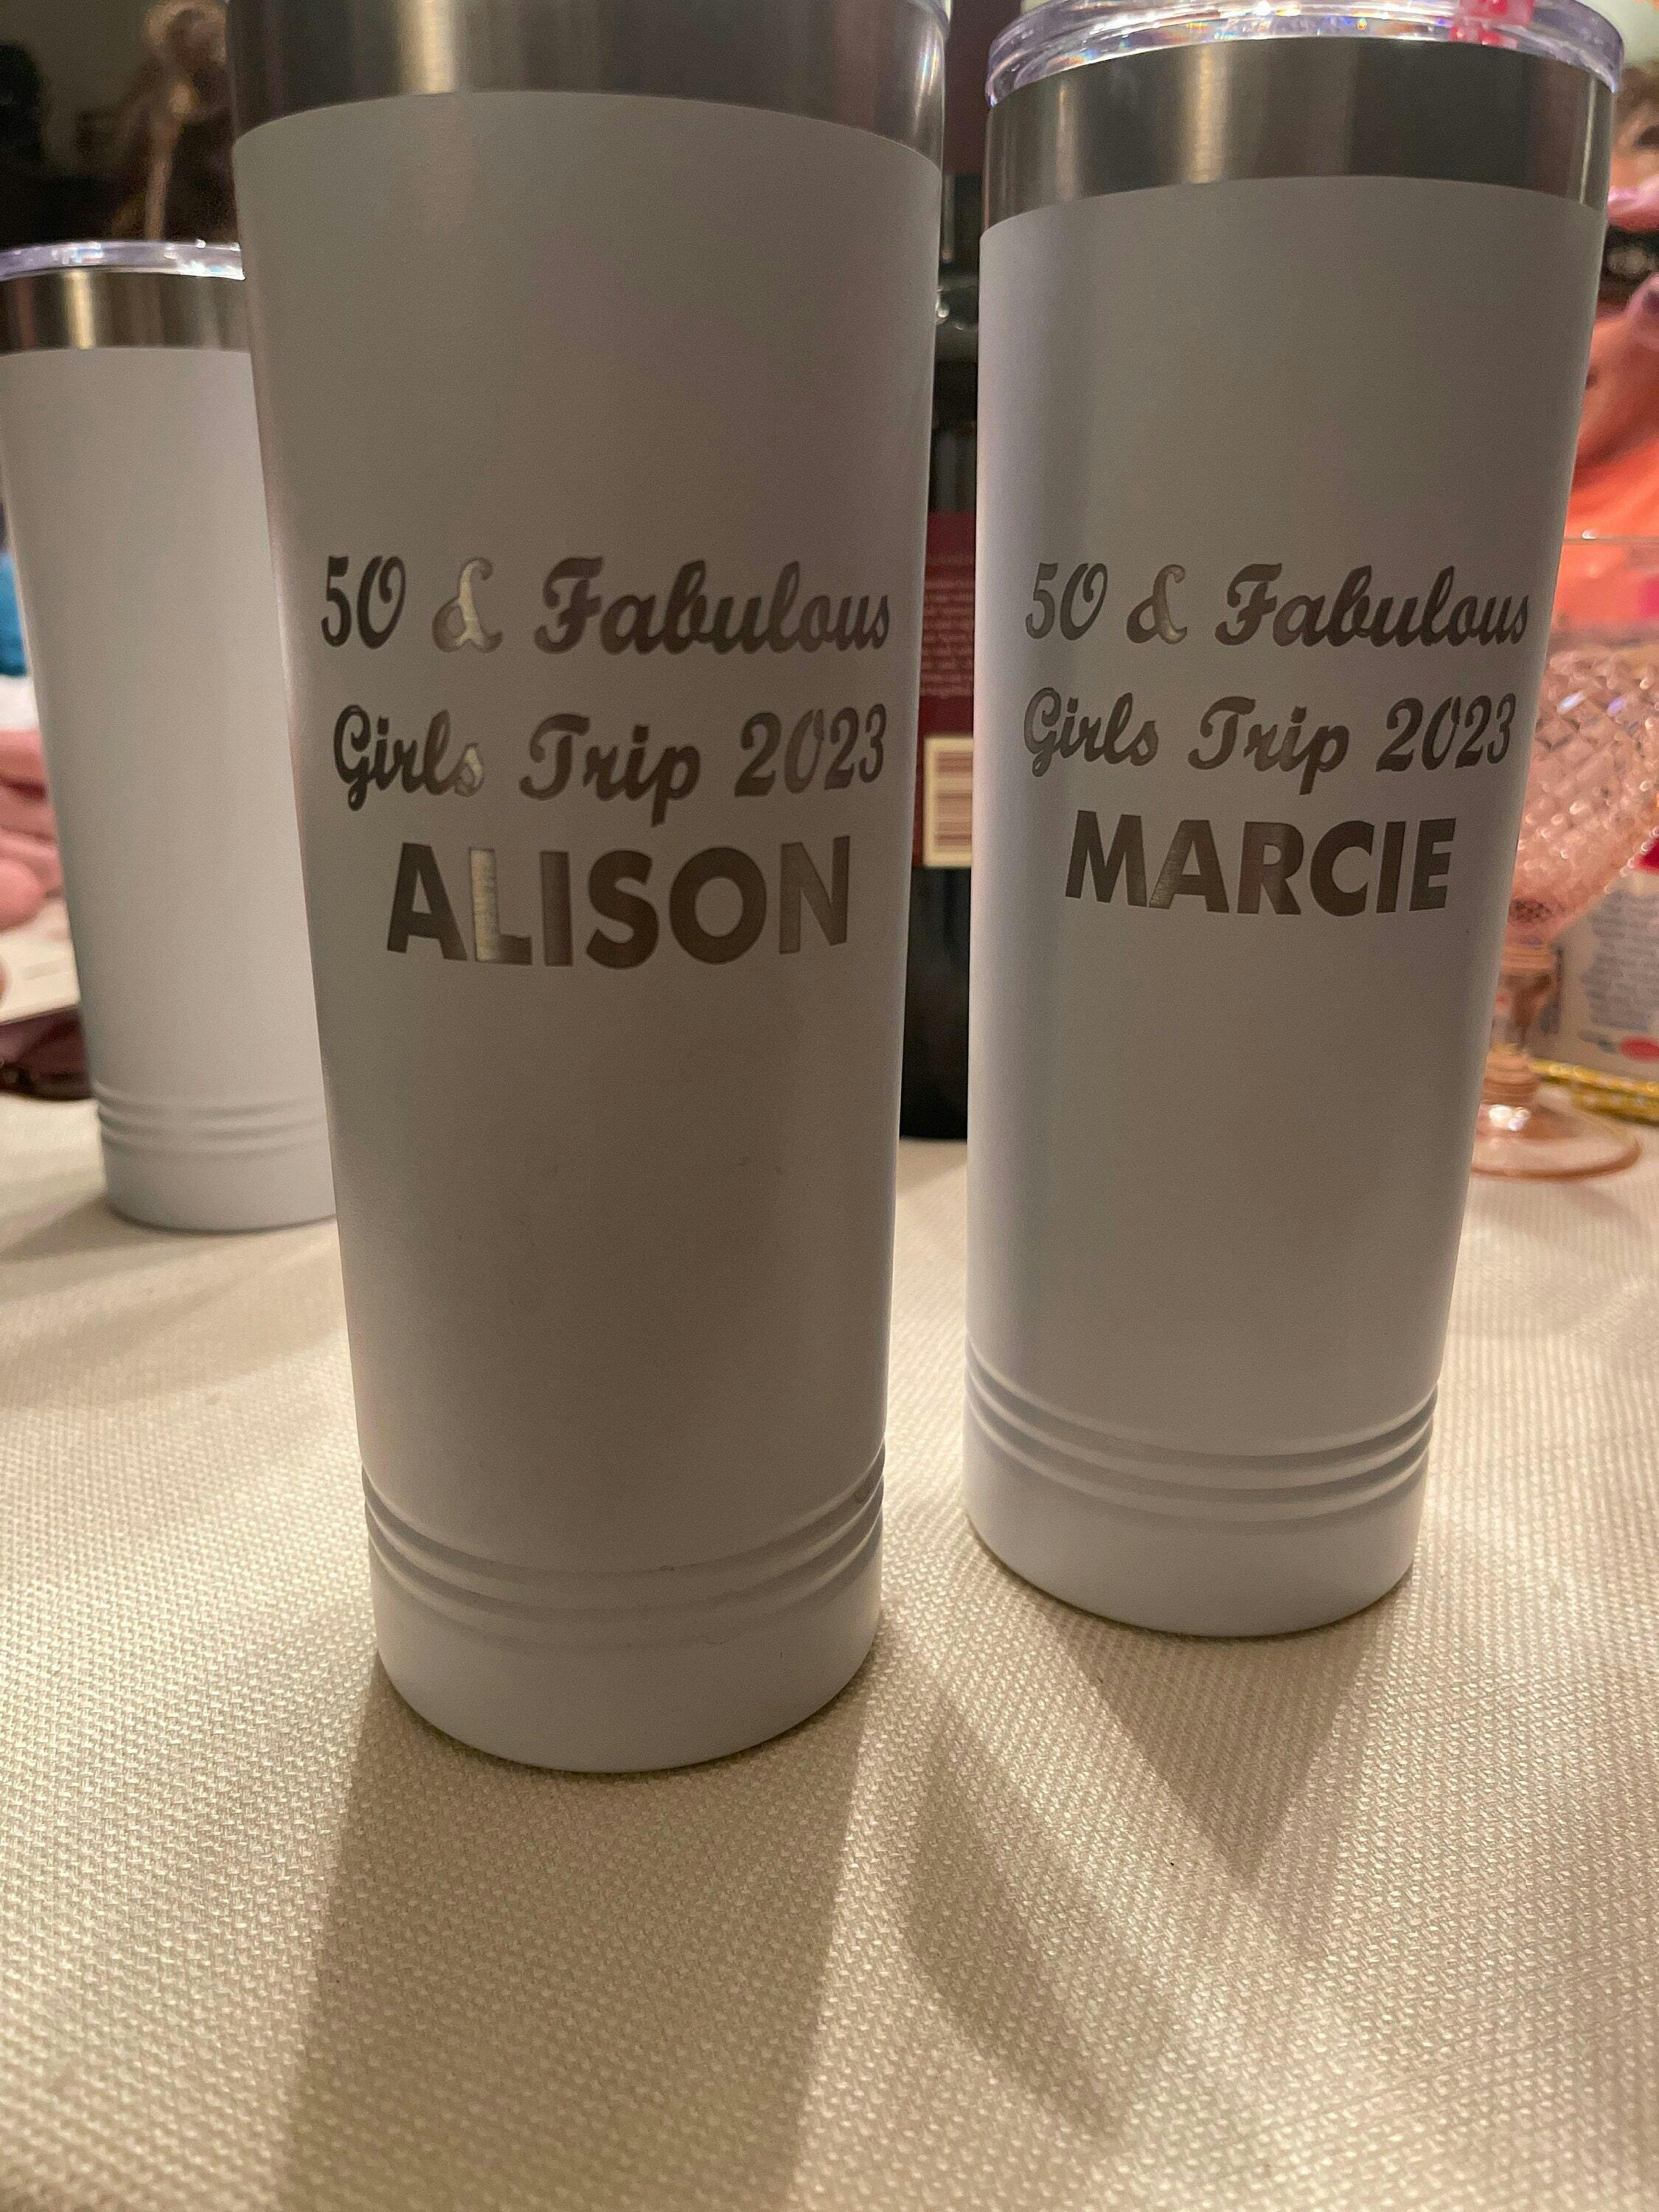 50 & Fabulous
Girls Trip 2023
ALISON
50 & Fabulous
Girls Trip 2023
MARCIE